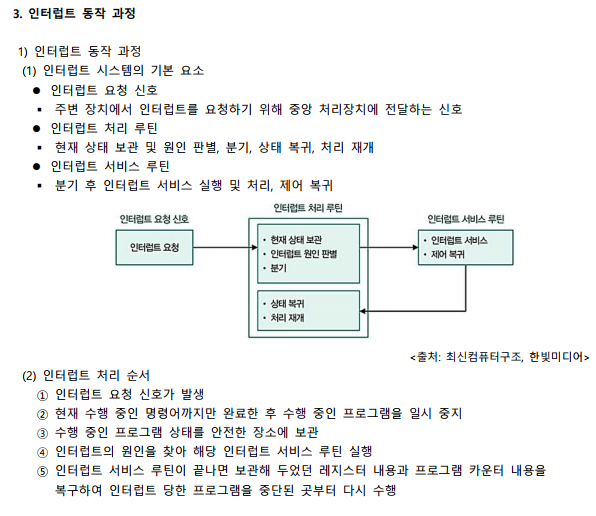 3. 인터럽트 동작 과정
1) 인터럽트 동작 과정
(1) 인터럽트 시스템의 기본 요소
● 인터럽트 요청 신호
▪ 주변 장치에서 인터럽트를 요청하기 위해 중앙 처리장치에 전달하는 신호
● 인터럽트 처리 루틴
▪ 현재 상태 보관 및 원인 판별, 분기, 상태 복귀, 처리 재개
● 인터럽트 서비스 루틴
▪ 분기 후 인터럽트 서비스 실행 및 처리, 제어 복귀
인터럽트 요청 신호
인터럽트 요청
인터럽트 처리 루틴
• 현재 상태 보관
• 인터럽트 원인 판별
• 분기
• 상태 복귀
• 처리 재개
인터럽트 서비스 루틴
• 인터럽트 서비스
• 제어 복귀
<출처: 최신컴퓨터구조, 한빛미디어>
(2) 인터럽트 처리 순서
① 인터럽트 요청 신호가 발생
② 현재 수행 중인 명령어까지만 완료한 후 수행 중인 프로그램을 일시 중지
③ 수행 중인 프로그램 상태를 안전한 장소에 보관
④ 인터럽트의 원인을 찾아 해당 인터럽트 서비스 루틴 실행
⑤ 인터럽트 서비스 루틴이 끝나면 보관해 두었던 레지스터 내용과 프로그램 카운터 내용을
복구하여 인터럽트 당한 프로그램을 중단된 곳부터 다시 수행